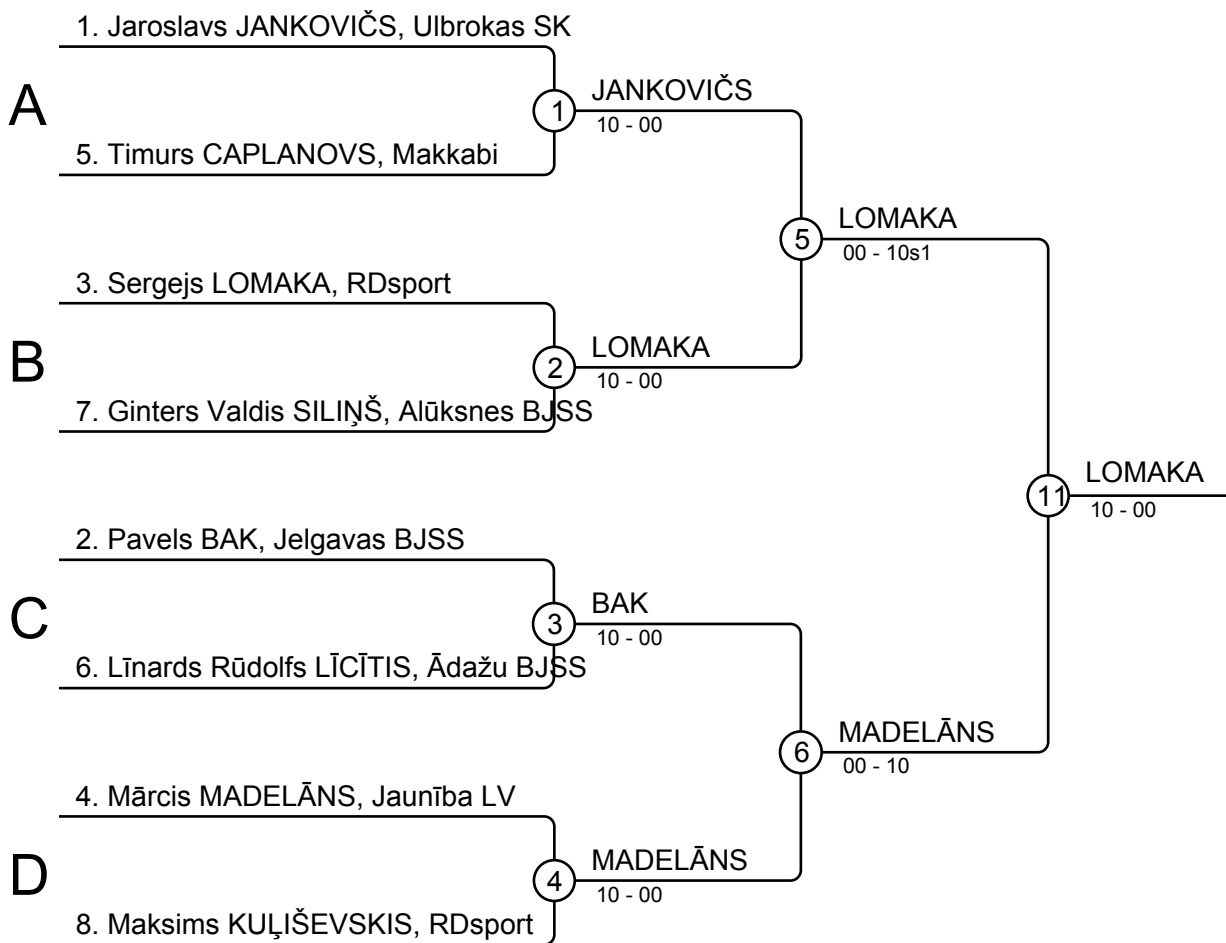 1. Jaroslavs JANKOVIČS, Ulbrokas SK
A
1
JANKOVIČS
10 - 00
5. Timurs CAPLANOVS, Makkabi
5
LOMAKA
00 - 10s1
3. Sergejs LOMAKA, RDsport
B
2
LOMAKA
10 - 00
7. Ginters Valdis SILIŅŠ, Alūksnes BJSS
11
LOMAKA
10 - 00
2. Pavels BAK, Jelgavas BJSS
C
3
BAK
10 - 00
6. Līnards Rūdolfs LĪCĪTIS, Ādažu BJSS
6
MADELĀNS
00 - 10
4. Mārcis MADELĀNS, Jaunība LV
D
4
MADELĀNS
10 - 00
8. Maksims KUĻIŠEVSKIS, RDsport